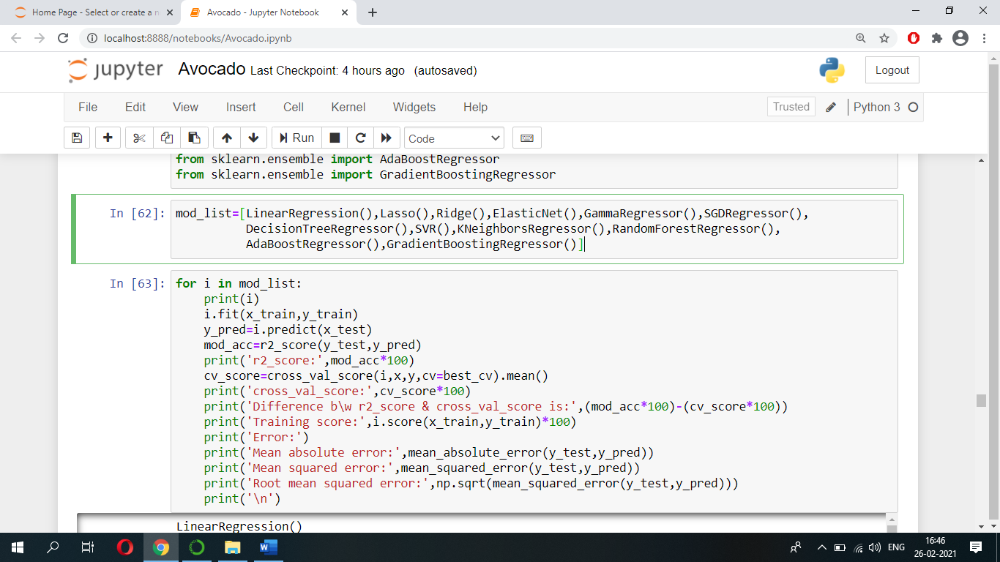 Home Page - Select or create a n
Avocado - Jupyter Notebook
localhost:8888/notebooks/Avocado.ipynb
jupyter Avocado Last Checkpoint: 4 hours ago (autosaved)
Logout
File Edit View Insert Cell Kernel Widgets Help
Trusted
Python 3
Run
Code
from sklearn.ensemble import AdaBoostRegressor
from sklearn.ensemble import GradientBoostingRegressor
In [62]: mod_list=[LinearRegression(),Lasso(),Ridge(),ElasticNet(),GammaRegressor(),SGDRegressor(),
DecisionTreeRegressor(),SVR(),KNeighborsRegressor(),RandomForestRegressor(),
AdaBoostRegressor(),GradientBoostingRegressor()]
In [63]: for i in mod_list:
print(i)
i.fit(x_train,y_train)
y_pred=i.predict(x_test)
mod_acc=r2_score(y_test,y_pred)
print('r2_score:',mod_acc*100)
cv_score=cross_val_score(i,x,y,cv=best_cv).mean()
print('cross_val_score:',cv_score*100)
print('Difference b\w r2_score & cross_val_score is:',(mod_acc*100)-(cv_score*100))
print('Training score:',i.score(x_train,y_train)*100)
print('Error:')
print('Mean absolute error:',mean_absolute_error(y_test,y_pred))
print('Mean squared error:',mean_squared_error(y_test,y_pred))
print('Root mean squared error:',np.sqrt(mean_squared_error(y_test,y_pred)))
print('\n')
LinearRegression()
ENG
16:46
26-02-2021